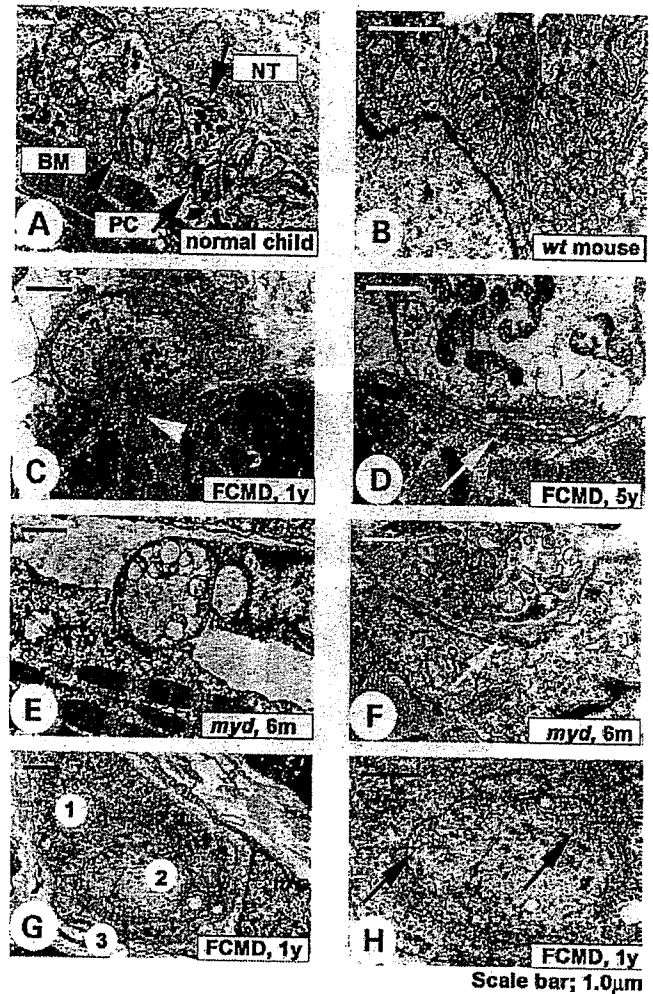 NT
BM
PC
A
normal child
B
wt mouse
C
FCMD, 1y
D
FCMD, 5y
E
myd, 6m
F
myd, 6m
1
2
3
G
FCMD, 1y
H
FCMD, 1y
Scale bar; 1.0μm